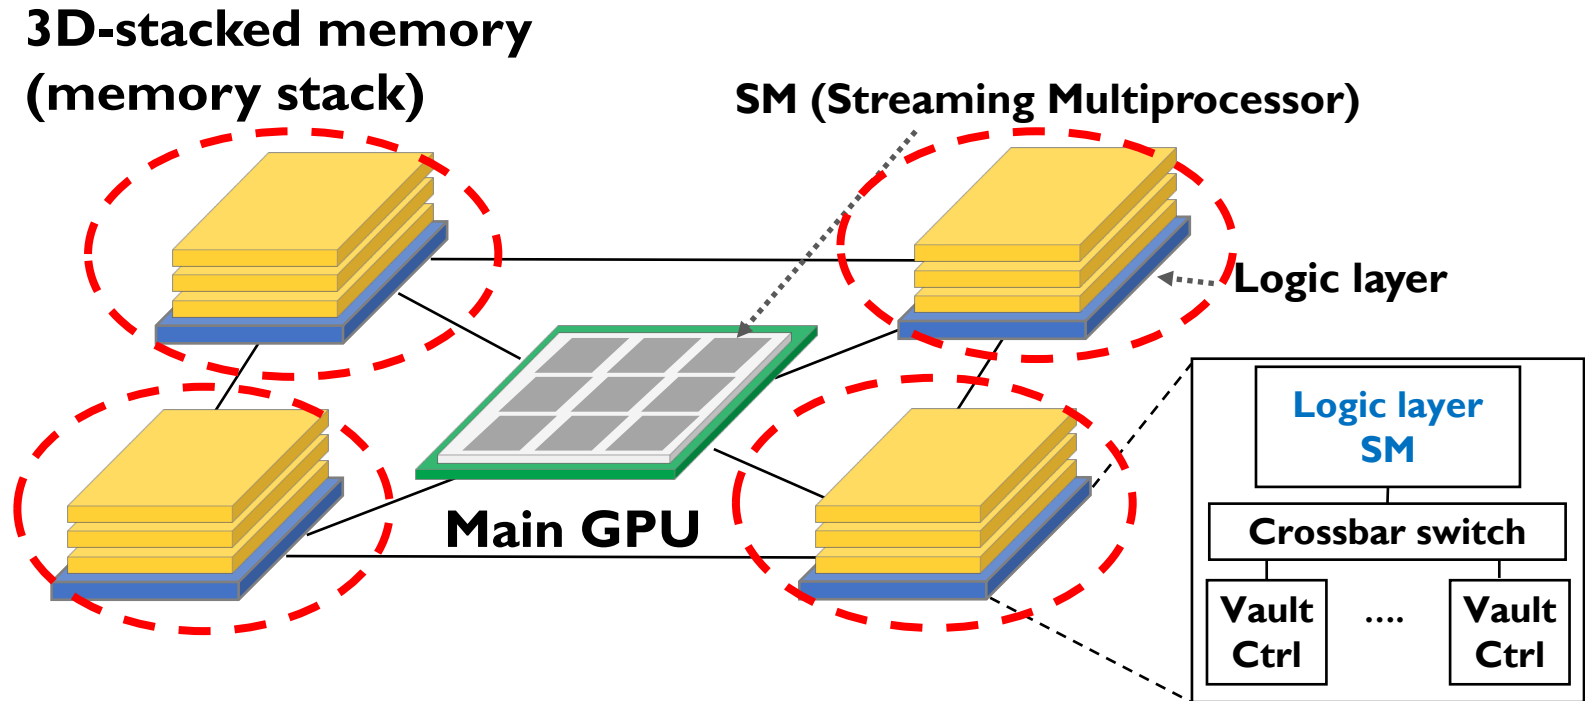 3D-stacked memory
(memory stack)
SM (Streaming Multiprocessor)
Logic layer
Main GPU
Logic layer
SM
Crossbar switch
Vault
Ctrl
....
Vault
Ctrl